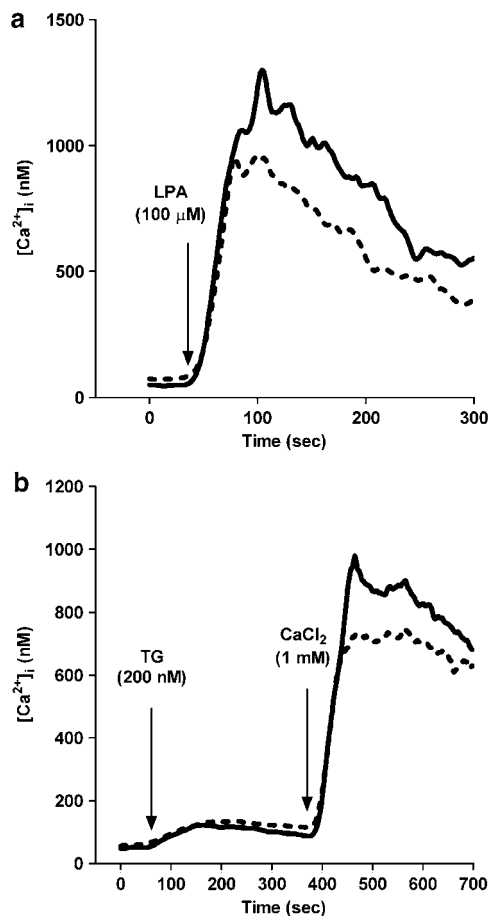 a
1500
1000
500
0
[Ca²⁺]ᵢ (nM)
LPA
(100 µM)
0 100 200 300
Time (sec)
b
1200
1000
800
600
400
200
0
[Ca²⁺]ᵢ (nM)
TG
(200 nM)
CaCl₂
(1 mM)
0 100 200 300 400 500 600 700
Time (sec)